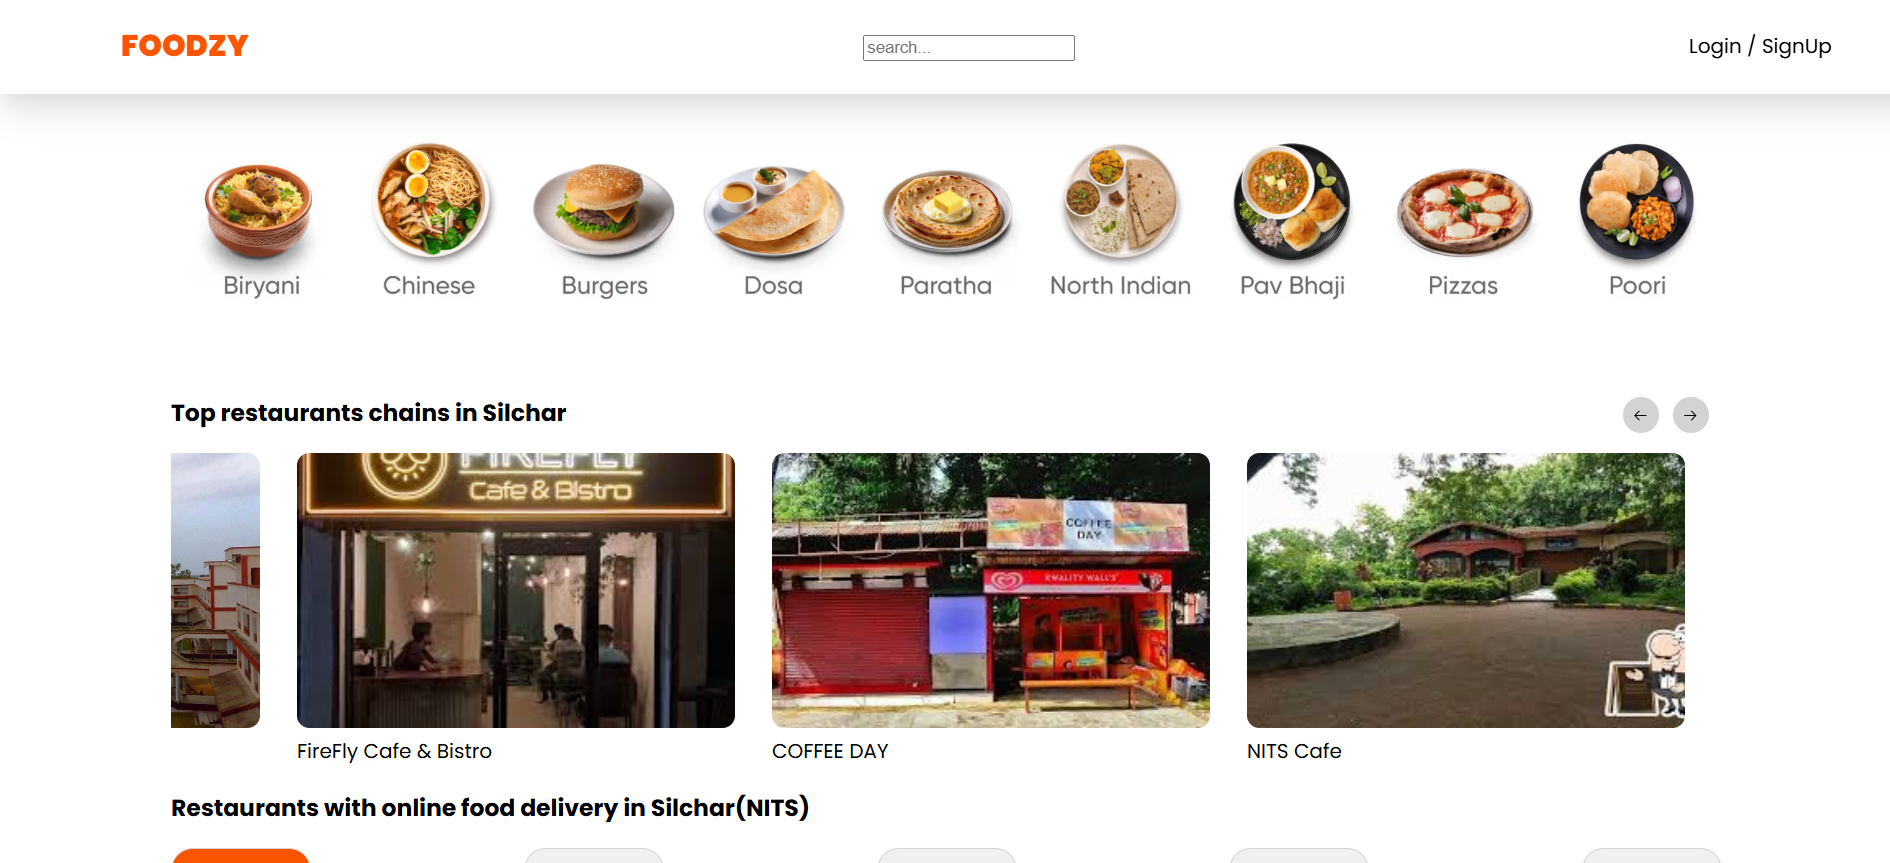 FOODZY
search...
Login / SignUp
Biryani
Chinese
Burgers
Dosa
Paratha
North Indian
Pav Bhaji
Pizzas
Poori
Top restaurants chains in Silchar
← →
FIREFLY
Cafe & Bistro
COFFEE
DAY
KWALITY WALL'S
FireFly Cafe & Bistro
COFFEE DAY
NITS Cafe
Restaurants with online food delivery in Silchar(NITS)